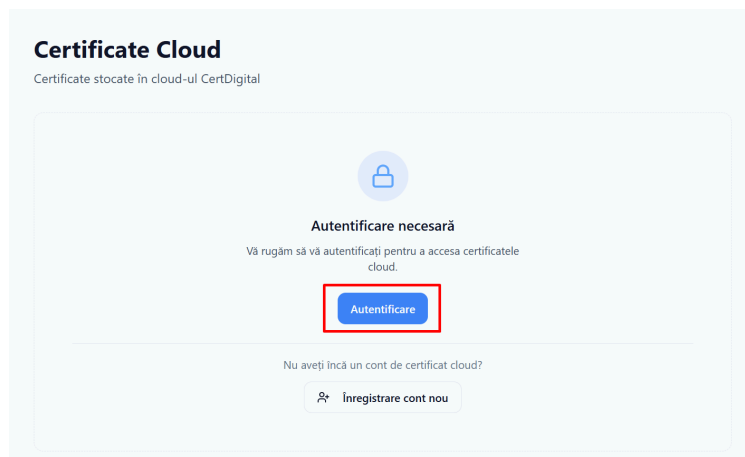 Certificate Cloud
Certificate stocate în cloud-ul CertDigital
Autentificare necesară
Vă rugăm să vă autentificați pentru a accesa certificatele
cloud.
Autentificare
Nu aveți încă un cont de certificat cloud?
Înregistrare cont nou